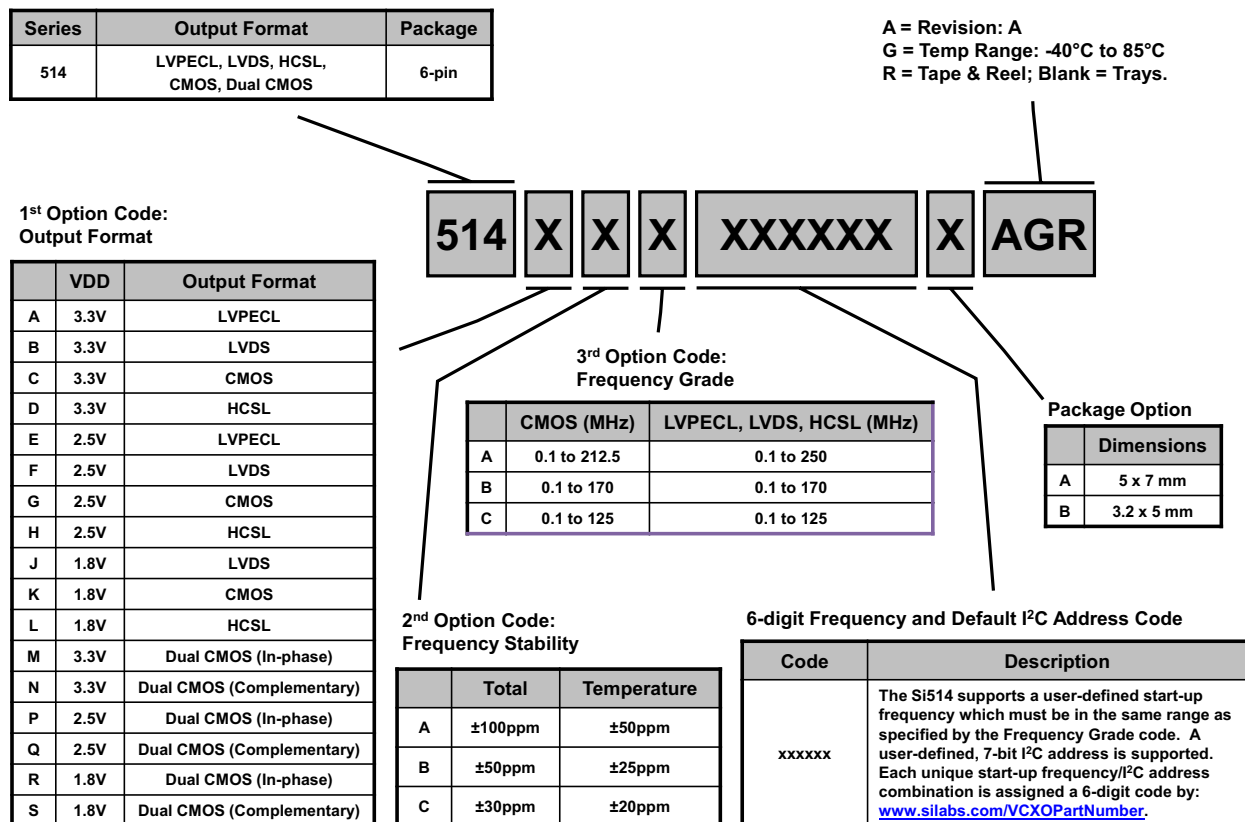 Series Output Format Package
514 LVPECL, LVDS, HCSL, CMOS, Dual CMOS 6-pin
A = Revision: A
G = Temp Range: -40°C to 85°C
R = Tape & Reel; Blank = Trays.
514 X X X XXXXXX X AGR
1st Option Code:
Output Format
VDD Output Format
A 3.3V LVPECL
B 3.3V LVDS
C 3.3V CMOS
D 3.3V HCSL
E 2.5V LVPECL
F 2.5V LVDS
G 2.5V CMOS
H 2.5V HCSL
J 1.8V LVDS
K 1.8V CMOS
L 1.8V HCSL
M 3.3V Dual CMOS (In-phase)
N 3.3V Dual CMOS (Complementary)
P 2.5V Dual CMOS (In-phase)
Q 2.5V Dual CMOS (Complementary)
R 1.8V Dual CMOS (In-phase)
S 1.8V Dual CMOS (Complementary)
3rd Option Code:
Frequency Grade
CMOS (MHz) LVPECL, LVDS, HCSL (MHz)
A 0.1 to 212.5 0.1 to 250
B 0.1 to 170 0.1 to 170
C 0.1 to 125 0.1 to 125
Package Option
Dimensions
A 5 x 7 mm
B 3.2 x 5 mm
2nd Option Code:
Frequency Stability
Total Temperature
A ±100ppm ±50ppm
B ±50ppm ±25ppm
C ±30ppm ±20ppm
6-digit Frequency and Default I2C Address Code
Code Description
xxxxxx
The Si514 supports a user-defined start-up
frequency which must be in the same range as
specified by the Frequency Grade code. A
user-defined, 7-bit I2C address is supported.
Each unique start-up frequency/I2C address
combination is assigned a 6-digit code by:
www.silabs.com/VCXOPartNumber.